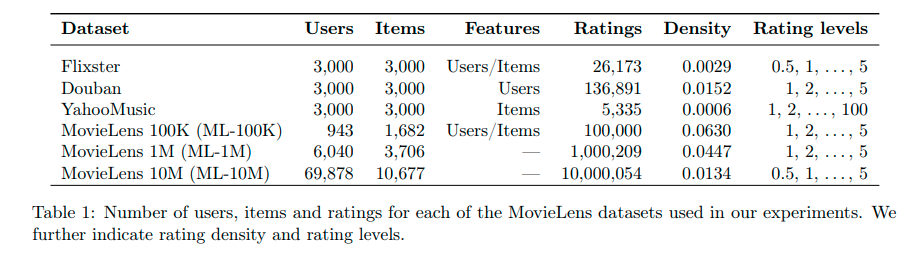 Dataset Users Items Features Ratings Density Rating levels
Flixster 3,000 3,000 Users/Items 26,173 0.0029 0.5, 1, . . . , 5
Douban 3,000 3,000 Users 136,891 0.0152 1, 2, . . . , 5
YahooMusic 3,000 3,000 Items 5,335 0.0006 1, 2, . . . , 100
MovieLens 100K (ML-100K) 943 1,682 Users/Items 100,000 0.0630 1, 2, . . . , 5
MovieLens 1M (ML-1M) 6,040 3,706 — 1,000,209 0.0447 1, 2, . . . , 5
MovieLens 10M (ML-10M) 69,878 10,677 — 10,000,054 0.0134 0.5, 1, . . . , 5
Table 1: Number of users, items and ratings for each of the MovieLens datasets used in our experiments. We
further indicate rating density and rating levels.